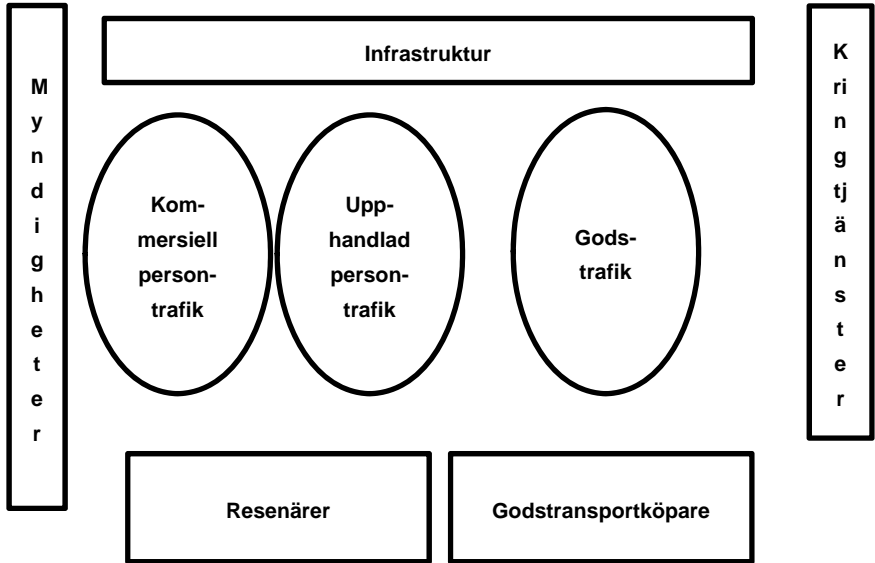 Infrastruktur
M
y
n
d
i
g
h
e
t
e
r
K
ri
n
g
tj
ä
n
s
t
e
r
Kom-
mersiell
person-
trafik
Upp-
handlad
person-
trafik
Gods-
trafik
Resenärer
Godstransportköpare